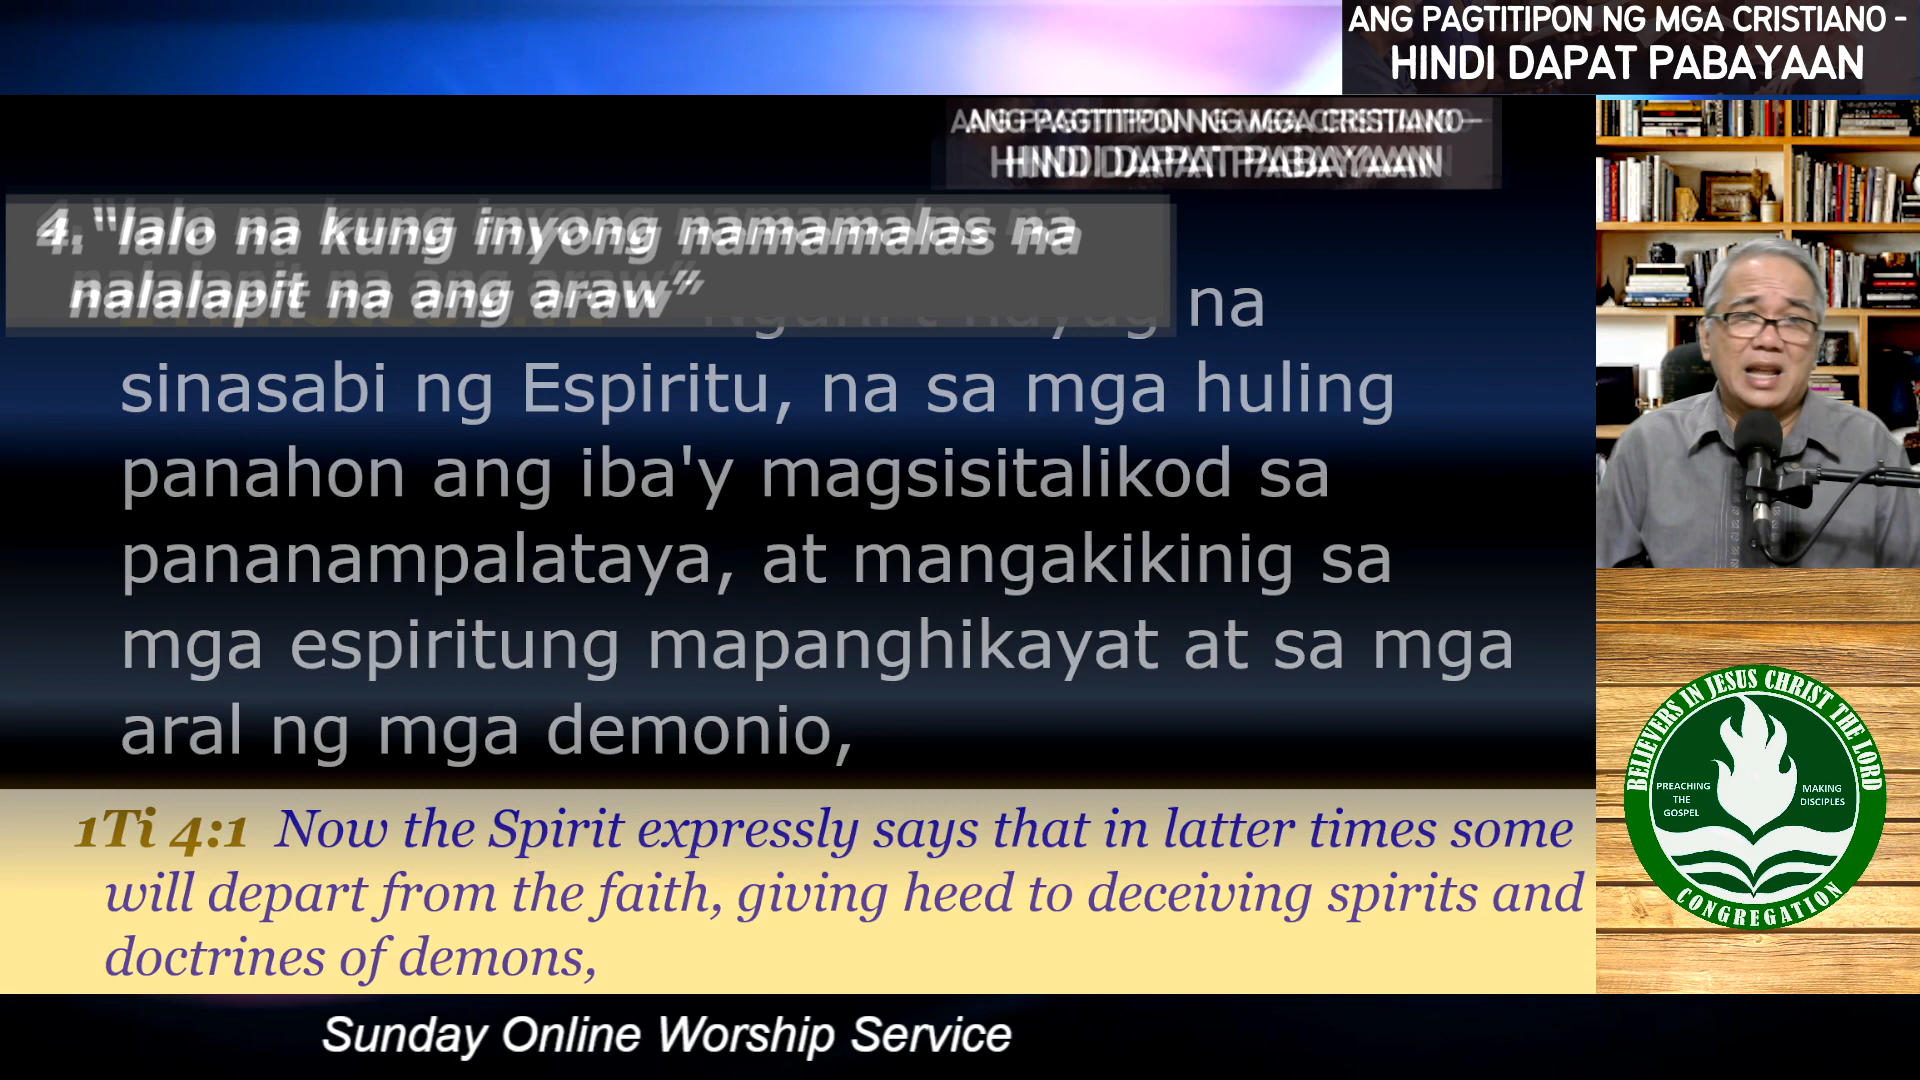 ANG PAGTITIPON NG MGA CRISTIANO -
HINDI DAPAT PABAYAAN
ANG PAGTITIPON NG MGA CRISTIANO -
HINDI DAPAT PABAYAAN
4. “lalo na kung inyong namamalas na
nalalapit na ang araw”
na
sinasabi ng Espiritu, na sa mga huling
panahon ang iba'y magsisitalikod sa
pananampalataya, at mangakikinig sa
mga espiritung mapanghikayat at sa mga
aral ng mga demonio,
1Ti 4:1 Now the Spirit expressly says that in latter times some
will depart from the faith, giving heed to deceiving spirits and
doctrines of demons,
BELIEVERS IN JESUS CHRIST THE LORD
PREACHING
THE
GOSPEL
MAKING
DISCIPLES
CONGREGATION
Sunday Online Worship Service